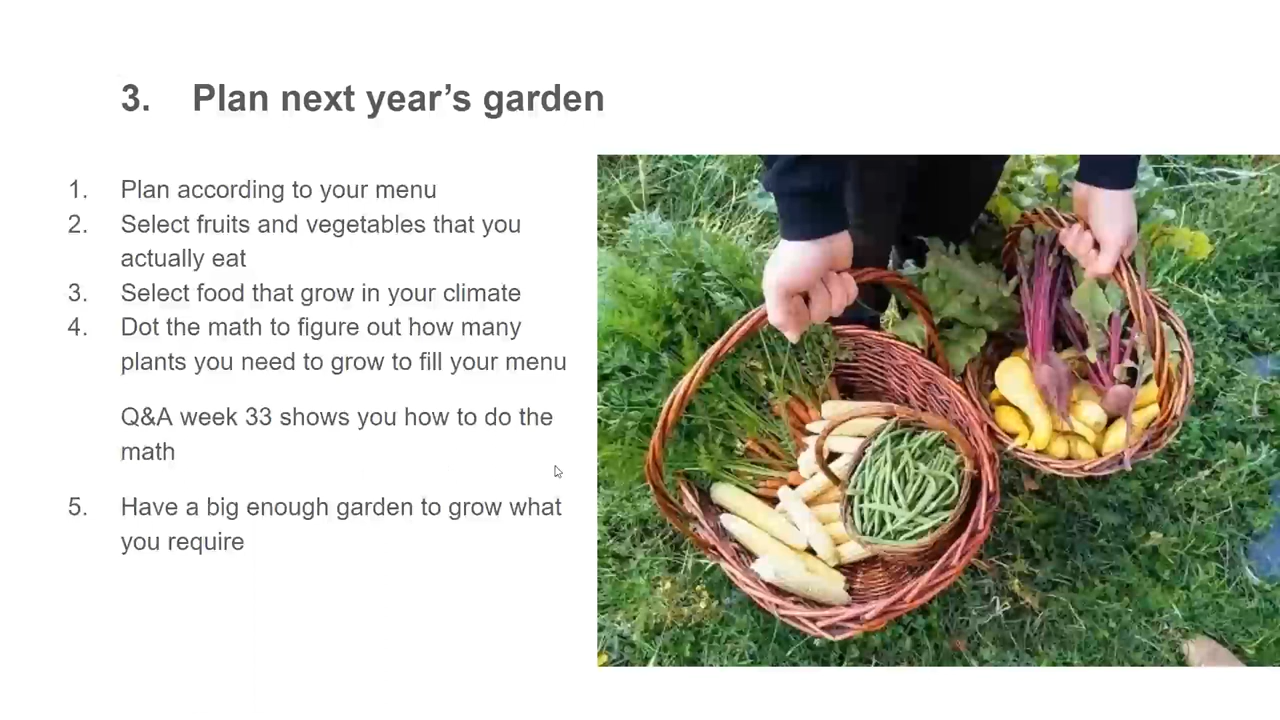 3. Plan next year’s garden
1. Plan according to your menu
2. Select fruits and vegetables that you
actually eat
3. Select food that grow in your climate
4. Dot the math to figure out how many
plants you need to grow to fill your menu
Q&A week 33 shows you how to do the
math
5. Have a big enough garden to grow what
you require